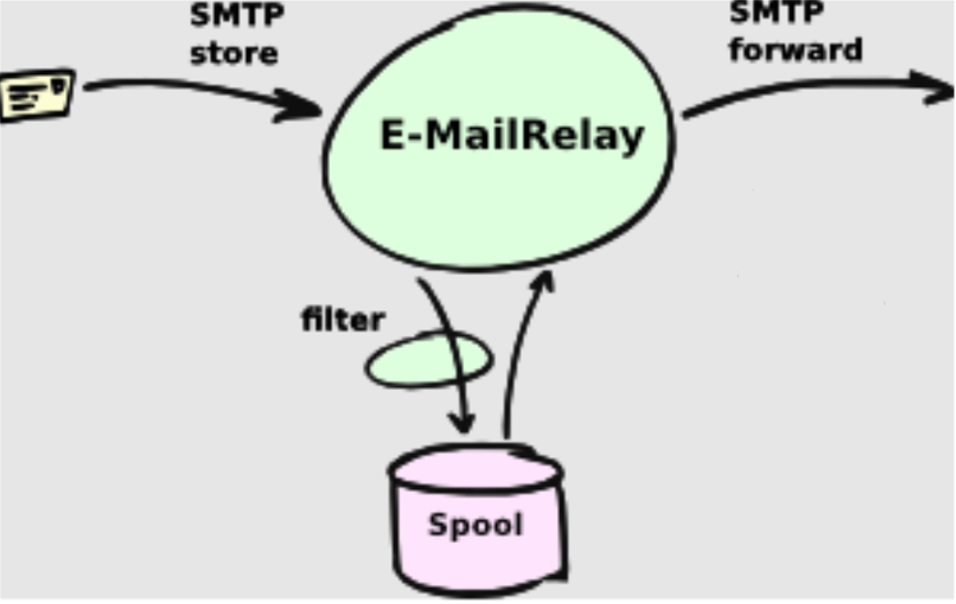 SMTP
store
SMTP
forward
E-MailRelay
filter
Spool